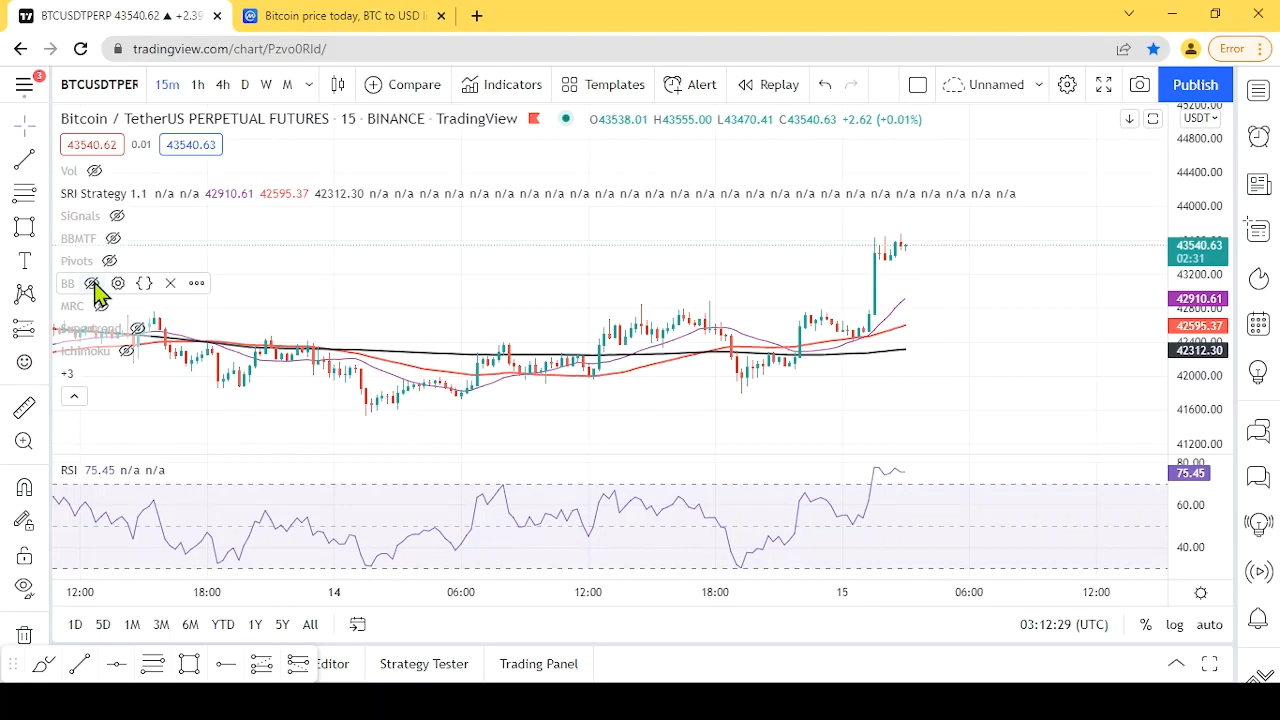 BTCUSDTPERP 43540.62 ▲ +2.39
Bitcoin price today, BTC to USD li
tradingview.com/chart/Pzvo0RId/
Error
3
BTCUSDTPER 15m 1h 4h D W M Compare Indicators Templates Alert Replay Unnamed Publish
Bitcoin / TetherUS PERPETUAL FUTURES · 15 · BINANCE · TradingView O43538.01 H43555.00 L43470.41 C43540.63 +2.62 (+0.01%)
43540.62 0.01 43540.63
Vol
SRI Strategy 1.1 n/a n/a 42910.61 42595.37 42312.30 n/a n/a n/a n/a n/a n/a n/a n/a n/a n/a n/a n/a n/a n/a n/a n/a n/a n/a n/a n/a n/a n/a n/a n/a n/a n/a
SiGnals
BBMTF
Pivots
BB
MRC
Supertrend
Ichimoku
+3
45200.00
USDT
44800.00
44400.00
44000.00
43540.63
02:31
43200.00
42910.61
42800.00
42595.37
42400.00
42312.30
42000.00
41600.00
41200.00
RSI 75.45 n/a n/a
80.00
75.45
60.00
40.00
12:00 18:00 14 06:00 12:00 18:00 15 06:00 12:00
1D 5D 1M 3M 6M YTD 1Y 5Y All 03:12:29 (UTC) % log auto
Editor Strategy Tester Trading Panel